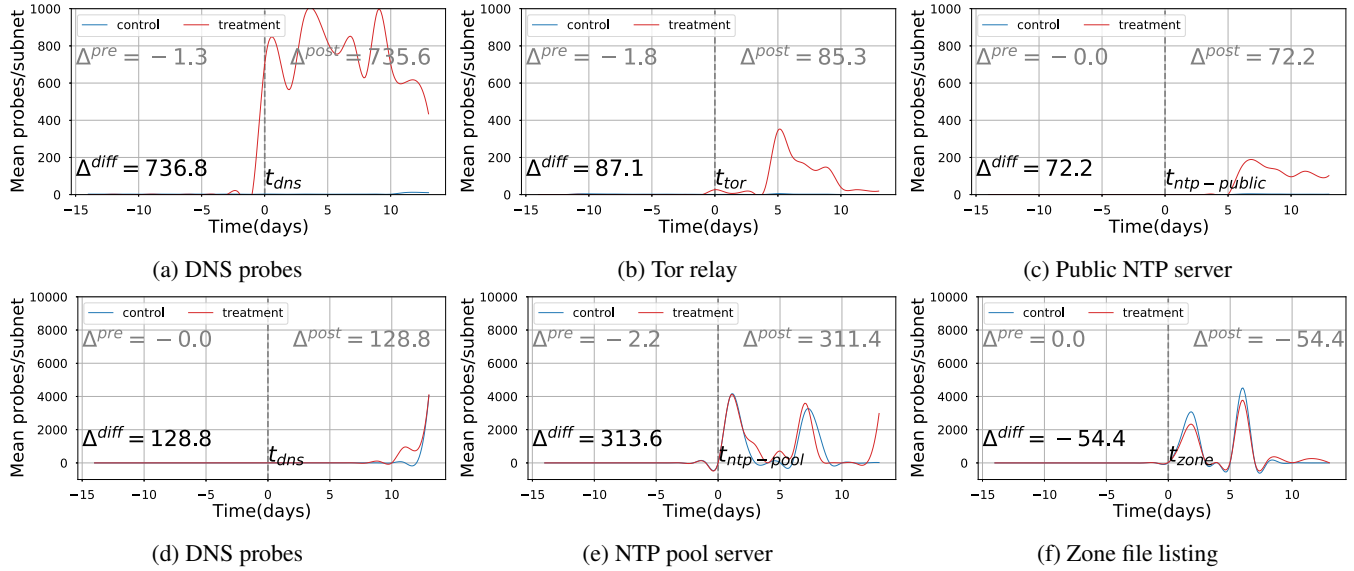 control treatment
Δ^pre = −1.3 Δ^post = 735.6
Δ^diff = 736.8
t_dns
Mean probes/subnet
1000
800
600
400
200
0
−15 −10 −5 0 5 10
Time(days)
(a) DNS probes
control treatment
Δ^pre = −1.8 Δ^post = 85.3
Δ^diff = 87.1
t_tor
Mean probes/subnet
1000
800
600
400
200
0
−15 −10 −5 0 5 10
Time(days)
(b) Tor relay
control treatment
Δ^pre = −0.0 Δ^post = 72.2
Δ^diff = 72.2
t_ntp−public
Mean probes/subnet
1000
800
600
400
200
0
−15 −10 −5 0 5 10
Time(days)
(c) Public NTP server
control treatment
Δ^pre = −0.0 Δ^post = 128.8
Δ^diff = 128.8
t_dns
Mean probes/subnet
10000
8000
6000
4000
2000
0
−15 −10 −5 0 5 10
Time(days)
(d) DNS probes
control treatment
Δ^pre = −2.2 Δ^post = 311.4
Δ^diff = 313.6
t_ntp−pool
Mean probes/subnet
10000
8000
6000
4000
2000
0
−15 −10 −5 0 5 10
Time(days)
(e) NTP pool server
control treatment
Δ^pre = 0.0 Δ^post = −54.4
Δ^diff = −54.4
t_zone
Mean probes/subnet
10000
8000
6000
4000
2000
0
−15 −10 −5 0 5 10
Time(days)
(f) Zone file listing